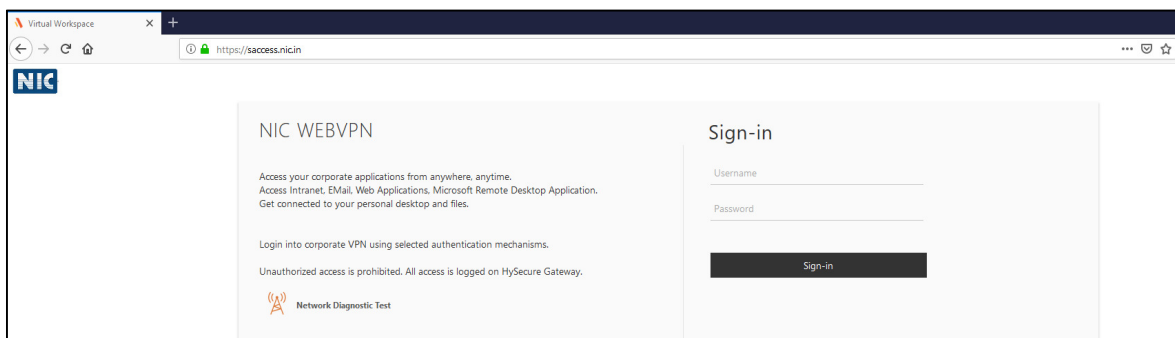 Virtual Workspace
https://saccess.nic.in
NIC
NIC WEBVPN
Access your corporate applications from anywhere, anytime.
Access Intranet, EMail, Web Applications, Microsoft Remote Desktop Application.
Get connected to your personal desktop and files.
Login into corporate VPN using selected authentication mechanisms.
Unauthorized access is prohibited. All access is logged on HySecure Gateway.
Network Diagnostic Test
Sign-in
Username
Password
Sign-in